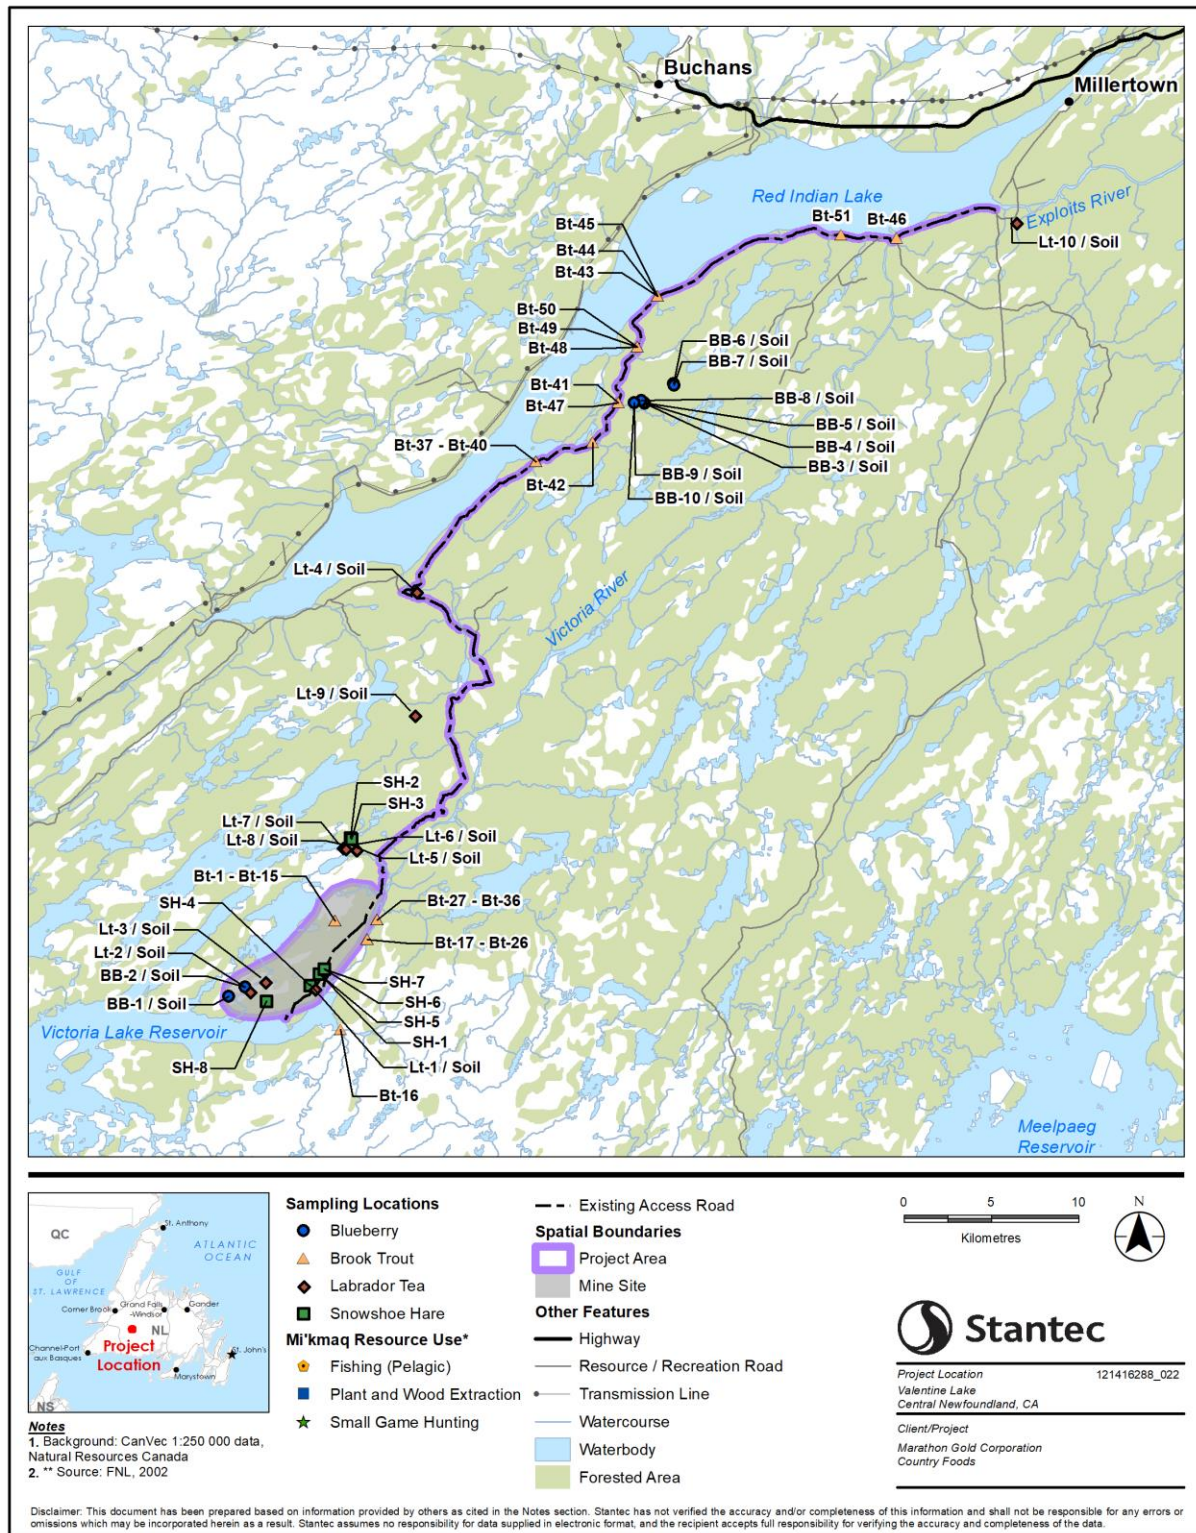 Buchans
Millertown
Red Indian Lake
Exploits River
Bt-45
Bt-51
Bt-46
Bt-44
Lt-10 / Soil
Bt-43
Bt-50
Bt-49
Bt-48
BB-6 / Soil
BB-7 / Soil
Bt-41
Bt-47
BB-8 / Soil
BB-5 / Soil
BB-4 / Soil
BB-3 / Soil
Bt-37 - Bt-40
BB-9 / Soil
Bt-42
BB-10 / Soil
Lt-4 / Soil
Victoria River
Lt-9 / Soil
SH-2
SH-3
Lt-7 / Soil
Lt-8 / Soil
Lt-6 / Soil
Lt-5 / Soil
Bt-1 - Bt-15
SH-4
Bt-27 - Bt-36
Lt-3 / Soil
Bt-17 - Bt-26
Lt-2 / Soil
BB-2 / Soil
BB-1 / Soil
SH-7
SH-6
SH-5
SH-1
Victoria Lake Reservoir
SH-8
Lt-1 / Soil
Bt-16
Meelpaeg
Reservoir
QC
St. Anthony
ATLANTIC
OCEAN
GULF
OF
ST. LAWRENCE
Corner Brook
Grand Falls
-Windsor
Gander
NL
Project
Location
St. John's
Channel-Port
aux Basques
Marystown
NS
Notes
1. Background: CanVec 1:250 000 data,
Natural Resources Canada
2. ** Source: FNL, 2002
Sampling Locations
Blueberry
Brook Trout
Labrador Tea
Snowshoe Hare
Mi'kmaq Resource Use*
Fishing (Pelagic)
Plant and Wood Extraction
Small Game Hunting
Existing Access Road
Spatial Boundaries
Project Area
Mine Site
Other Features
Highway
Resource / Recreation Road
Transmission Line
Watercourse
Waterbody
Forested Area
0 5 10
Kilometres
N
Stantec
Project Location 121416288_022
Valentine Lake
Central Newfoundland, CA
Client/Project
Marathon Gold Corporation
Country Foods
Disclaimer: This document has been prepared based on information provided by others as cited in the Notes section. Stantec has not verified the accuracy and/or completeness of this information and shall not be responsible for any errors or
omissions which may be incorporated herein as a result. Stantec assumes no responsibility for data supplied in electronic format, and the recipient accepts full responsibility for verifying the accuracy and completeness of the data.